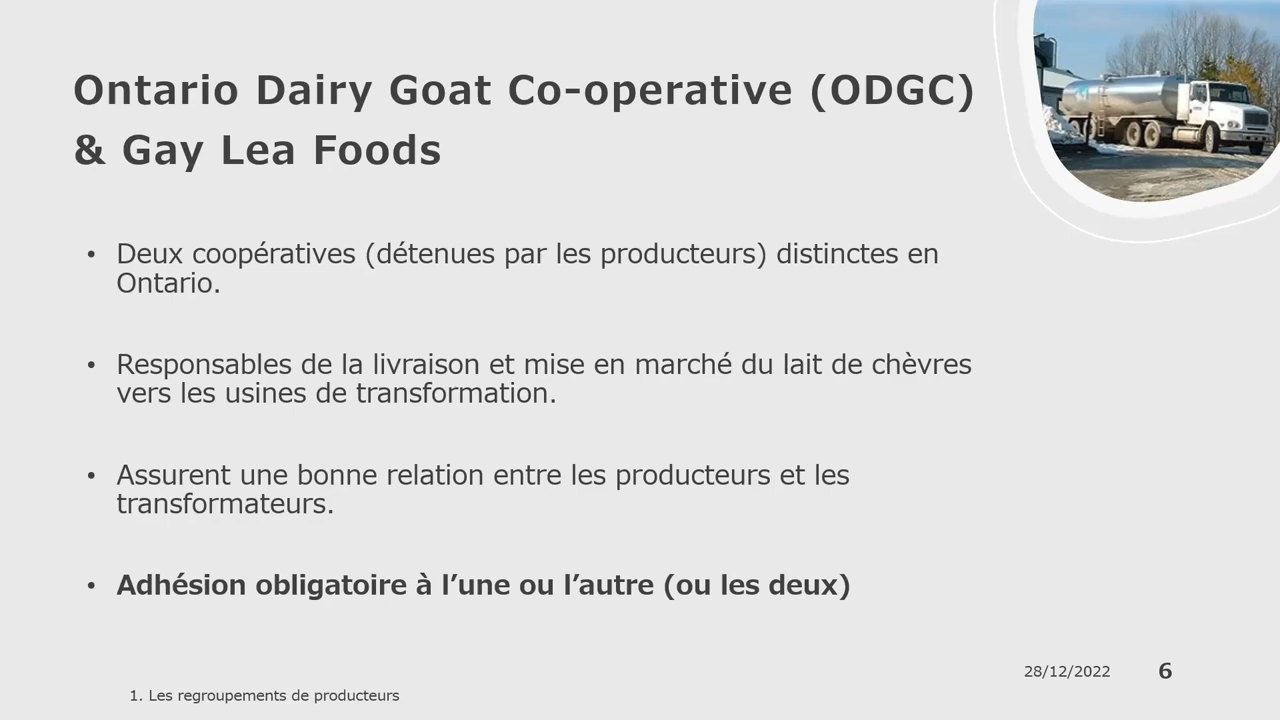 Ontario Dairy Goat Co-operative (ODGC)
& Gay Lea Foods
• Deux coopératives (détenues par les producteurs) distinctes en
Ontario.
• Responsables de la livraison et mise en marché du lait de chèvres
vers les usines de transformation.
• Assurent une bonne relation entre les producteurs et les
transformateurs.
• Adhésion obligatoire à l’une ou l’autre (ou les deux)
28/12/2022 6
1. Les regroupements de producteurs